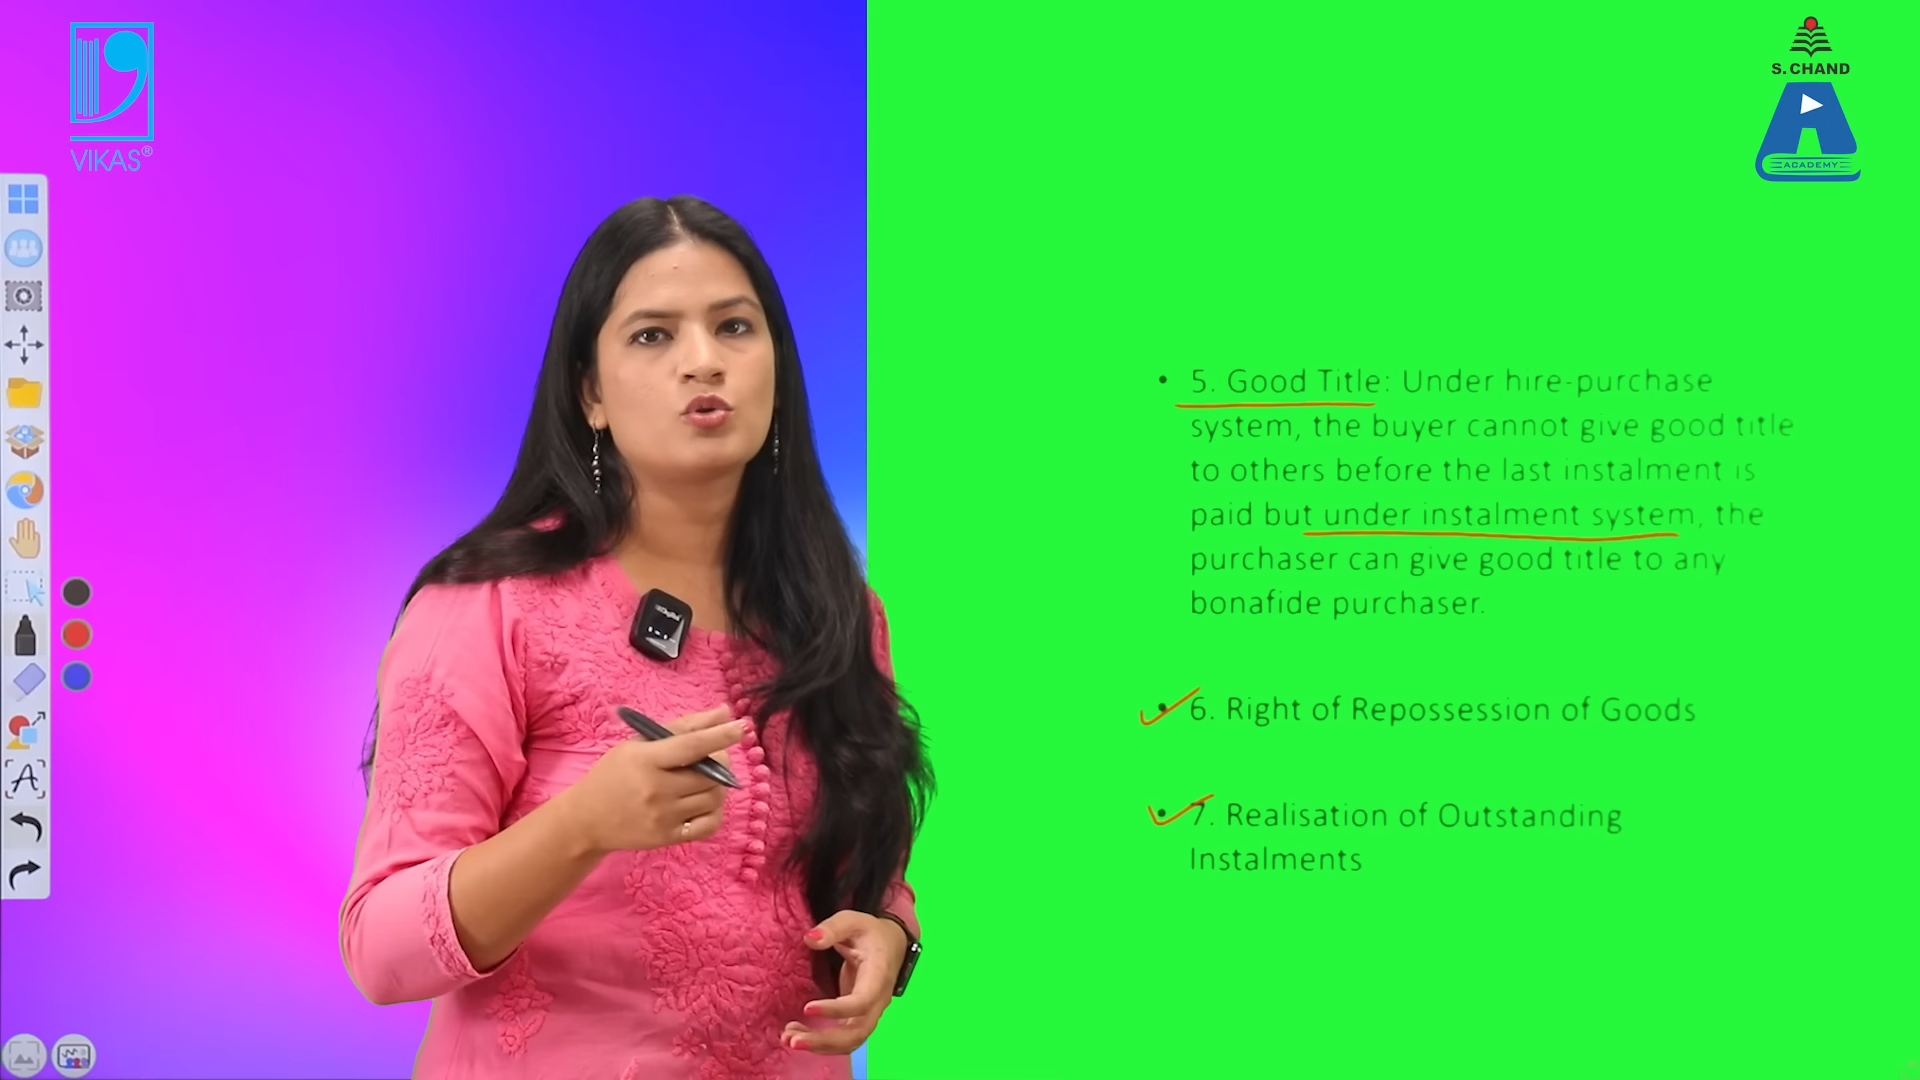 VIKAS®
S. CHAND
ACADEMY
• 5. Good Title: Under hire-purchase
system, the buyer cannot give good title
to others before the last instalment is
paid but under instalment system, the
purchaser can give good title to any
bonafide purchaser.
• 6. Right of Repossession of Goods
• 7. Realisation of Outstanding
Instalments